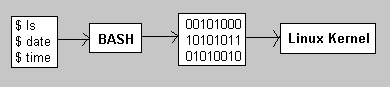 $ ls
$ date
$ time
BASH
00101000
10101011
01010010
Linux Kernel